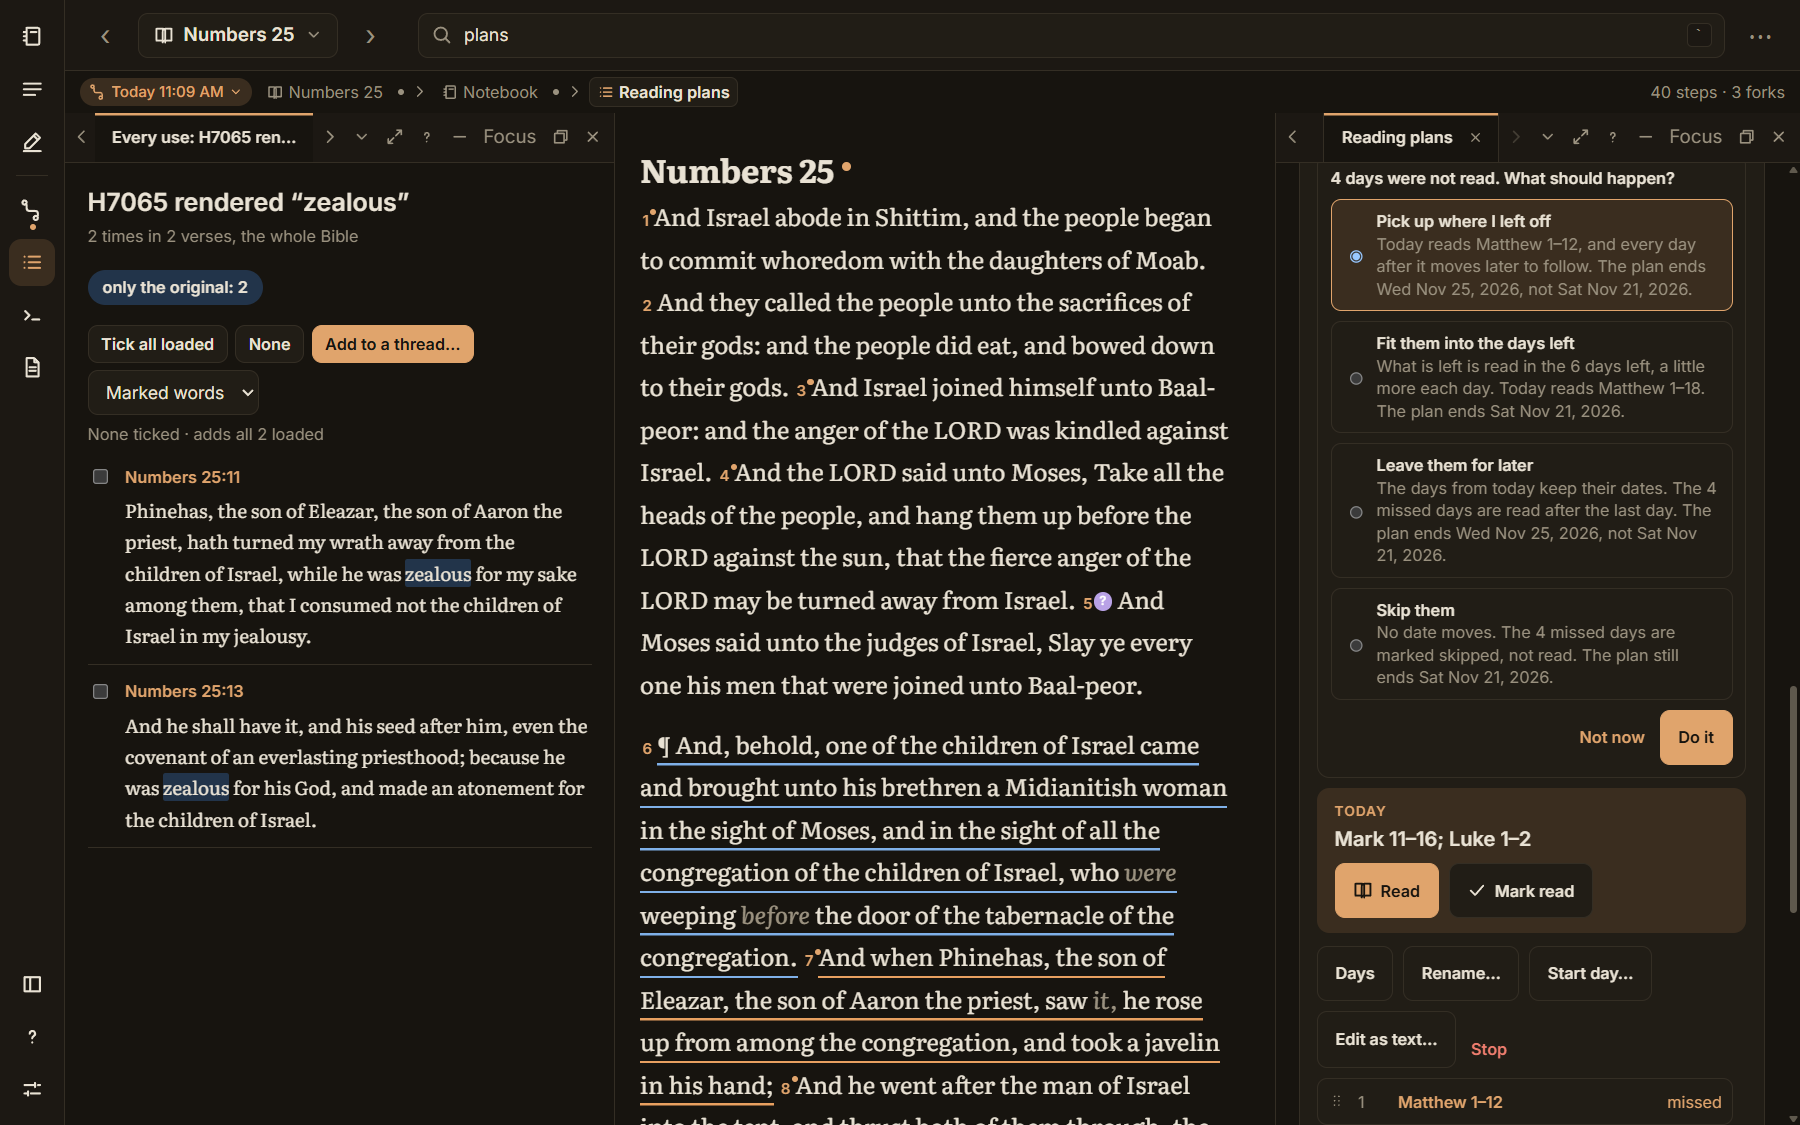 Numbers 25
plans
`
Today 11:09 AM
Numbers 25
Notebook
Reading plans
40 steps · 3 forks
Every use: H7065 ren...
? Focus
H7065 rendered “zealous”
2 times in 2 verses, the whole Bible
only the original: 2
Tick all loaded
None
Add to a thread...
Marked words
None ticked · adds all 2 loaded
Numbers 25:11
Phinehas, the son of Eleazar, the son of Aaron the
priest, hath turned my wrath away from the
children of Israel, while he was zealous for my sake
among them, that I consumed not the children of
Israel in my jealousy.
Numbers 25:13
And he shall have it, and his seed after him, even the
covenant of an everlasting priesthood; because he
was zealous for his God, and made an atonement for
the children of Israel.
?
Numbers 25
1 And Israel abode in Shittim, and the people began
to commit whoredom with the daughters of Moab.
2 And they called the people unto the sacrifices of
their gods: and the people did eat, and bowed down
to their gods. 3 And Israel joined himself unto Baal-
peor: and the anger of the LORD was kindled against
Israel. 4 And the LORD said unto Moses, Take all the
heads of the people, and hang them up before the
LORD against the sun, that the fierce anger of the
LORD may be turned away from Israel. 5 ? And
Moses said unto the judges of Israel, Slay ye every
one his men that were joined unto Baal-peor.
6 ¶ And, behold, one of the children of Israel came
and brought unto his brethren a Midianitish woman
in the sight of Moses, and in the sight of all the
congregation of the children of Israel, who were
weeping before the door of the tabernacle of the
congregation. 7 And when Phinehas, the son of
Eleazar, the son of Aaron the priest, saw it, he rose
up from among the congregation, and took a javelin
in his hand; 8 And he went after the man of Israel
into the tent, and thrust both of them through, the
Reading plans
? Focus
4 days were not read. What should happen?
Pick up where I left off
Today reads Matthew 1–12, and every day
after it moves later to follow. The plan ends
Wed Nov 25, 2026, not Sat Nov 21, 2026.
Fit them into the days left
What is left is read in the 6 days left, a little
more each day. Today reads Matthew 1–18.
The plan ends Sat Nov 21, 2026.
Leave them for later
The days from today keep their dates. The 4
missed days are read after the last day. The
plan ends Wed Nov 25, 2026, not Sat Nov
21, 2026.
Skip them
No date moves. The 4 missed days are
marked skipped, not read. The plan still
ends Sat Nov 21, 2026.
Not now
Do it
TODAY
Mark 11–16; Luke 1–2
Read
Mark read
Days
Rename...
Start day...
Edit as text...
Stop
1 Matthew 1–12 missed